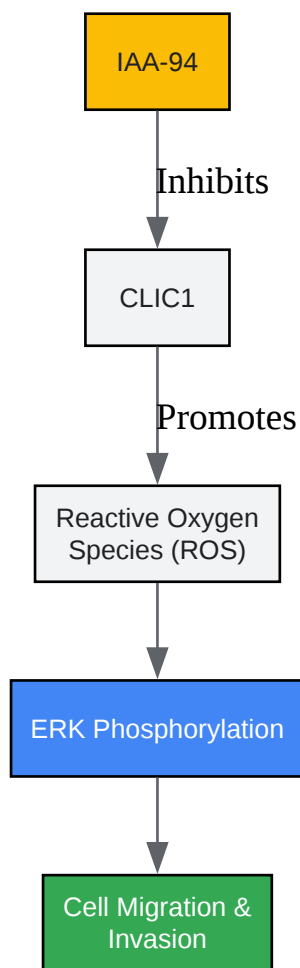 IAA-94
Inhibits
CLIC1
Promotes
Reactive Oxygen
Species (ROS)
ERK Phosphorylation
Cell Migration &
Invasion